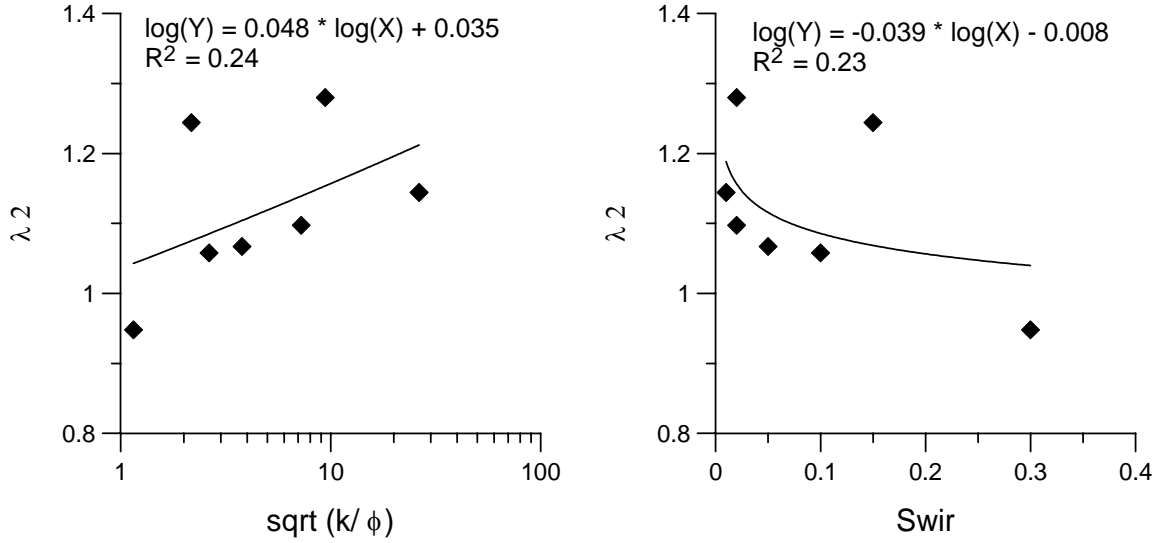 log(Y) = 0.048 * log(X) + 0.035
R2 = 0.24
1.4
1.2
1
0.8
λ 2
1
10
100
sqrt (k/ ϕ)
log(Y) = -0.039 * log(X) - 0.008
R2 = 0.23
1.4
1.2
1
0.8
λ 2
0
0.1
0.2
0.3
0.4
Swir